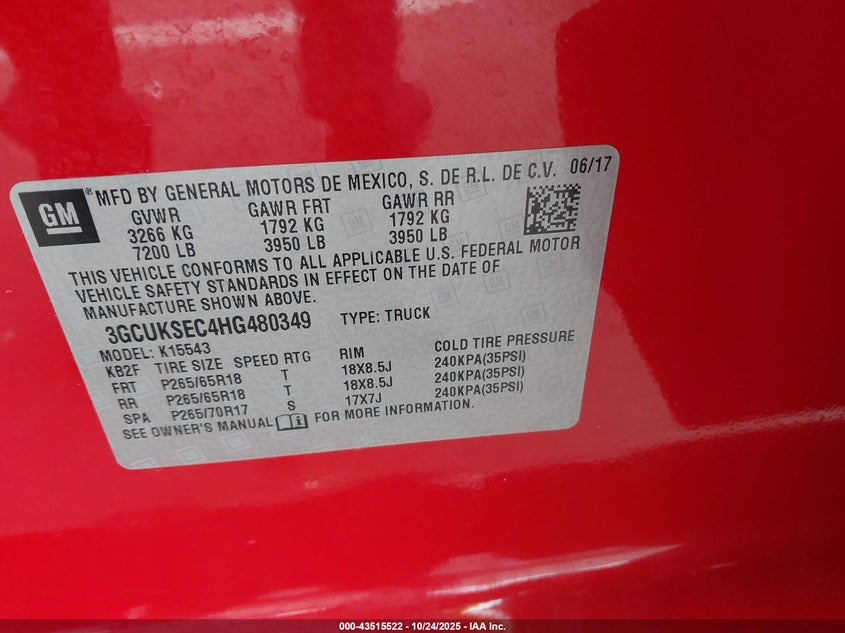 GM
® MFD BY GENERAL MOTORS DE MEXICO, S. DE R.L. DE C.V. 06/17
GVWR GAWR FRT GAWR RR
3266 KG 1792 KG 1792 KG
7200 LB 3950 LB 3950 LB
THIS VEHICLE CONFORMS TO ALL APPLICABLE U.S. FEDERAL MOTOR
VEHICLE SAFETY STANDARDS IN EFFECT ON THE DATE OF
MANUFACTURE SHOWN ABOVE.
3GCUKSEC4HG480349 TYPE: TRUCK
MODEL: K15543
KB2F TIRE SIZE SPEED RTG RIM COLD TIRE PRESSURE
FRT P265/65R18 T 18X8.5J 240KPA(35PSI)
RR P265/65R18 T 18X8.5J 240KPA(35PSI)
SPA P265/70R17 S 17X7J 240KPA(35PSI)
SEE OWNER'S MANUAL i FOR MORE INFORMATION.
000-43515522 - 10/24/2025 - IAA Inc.